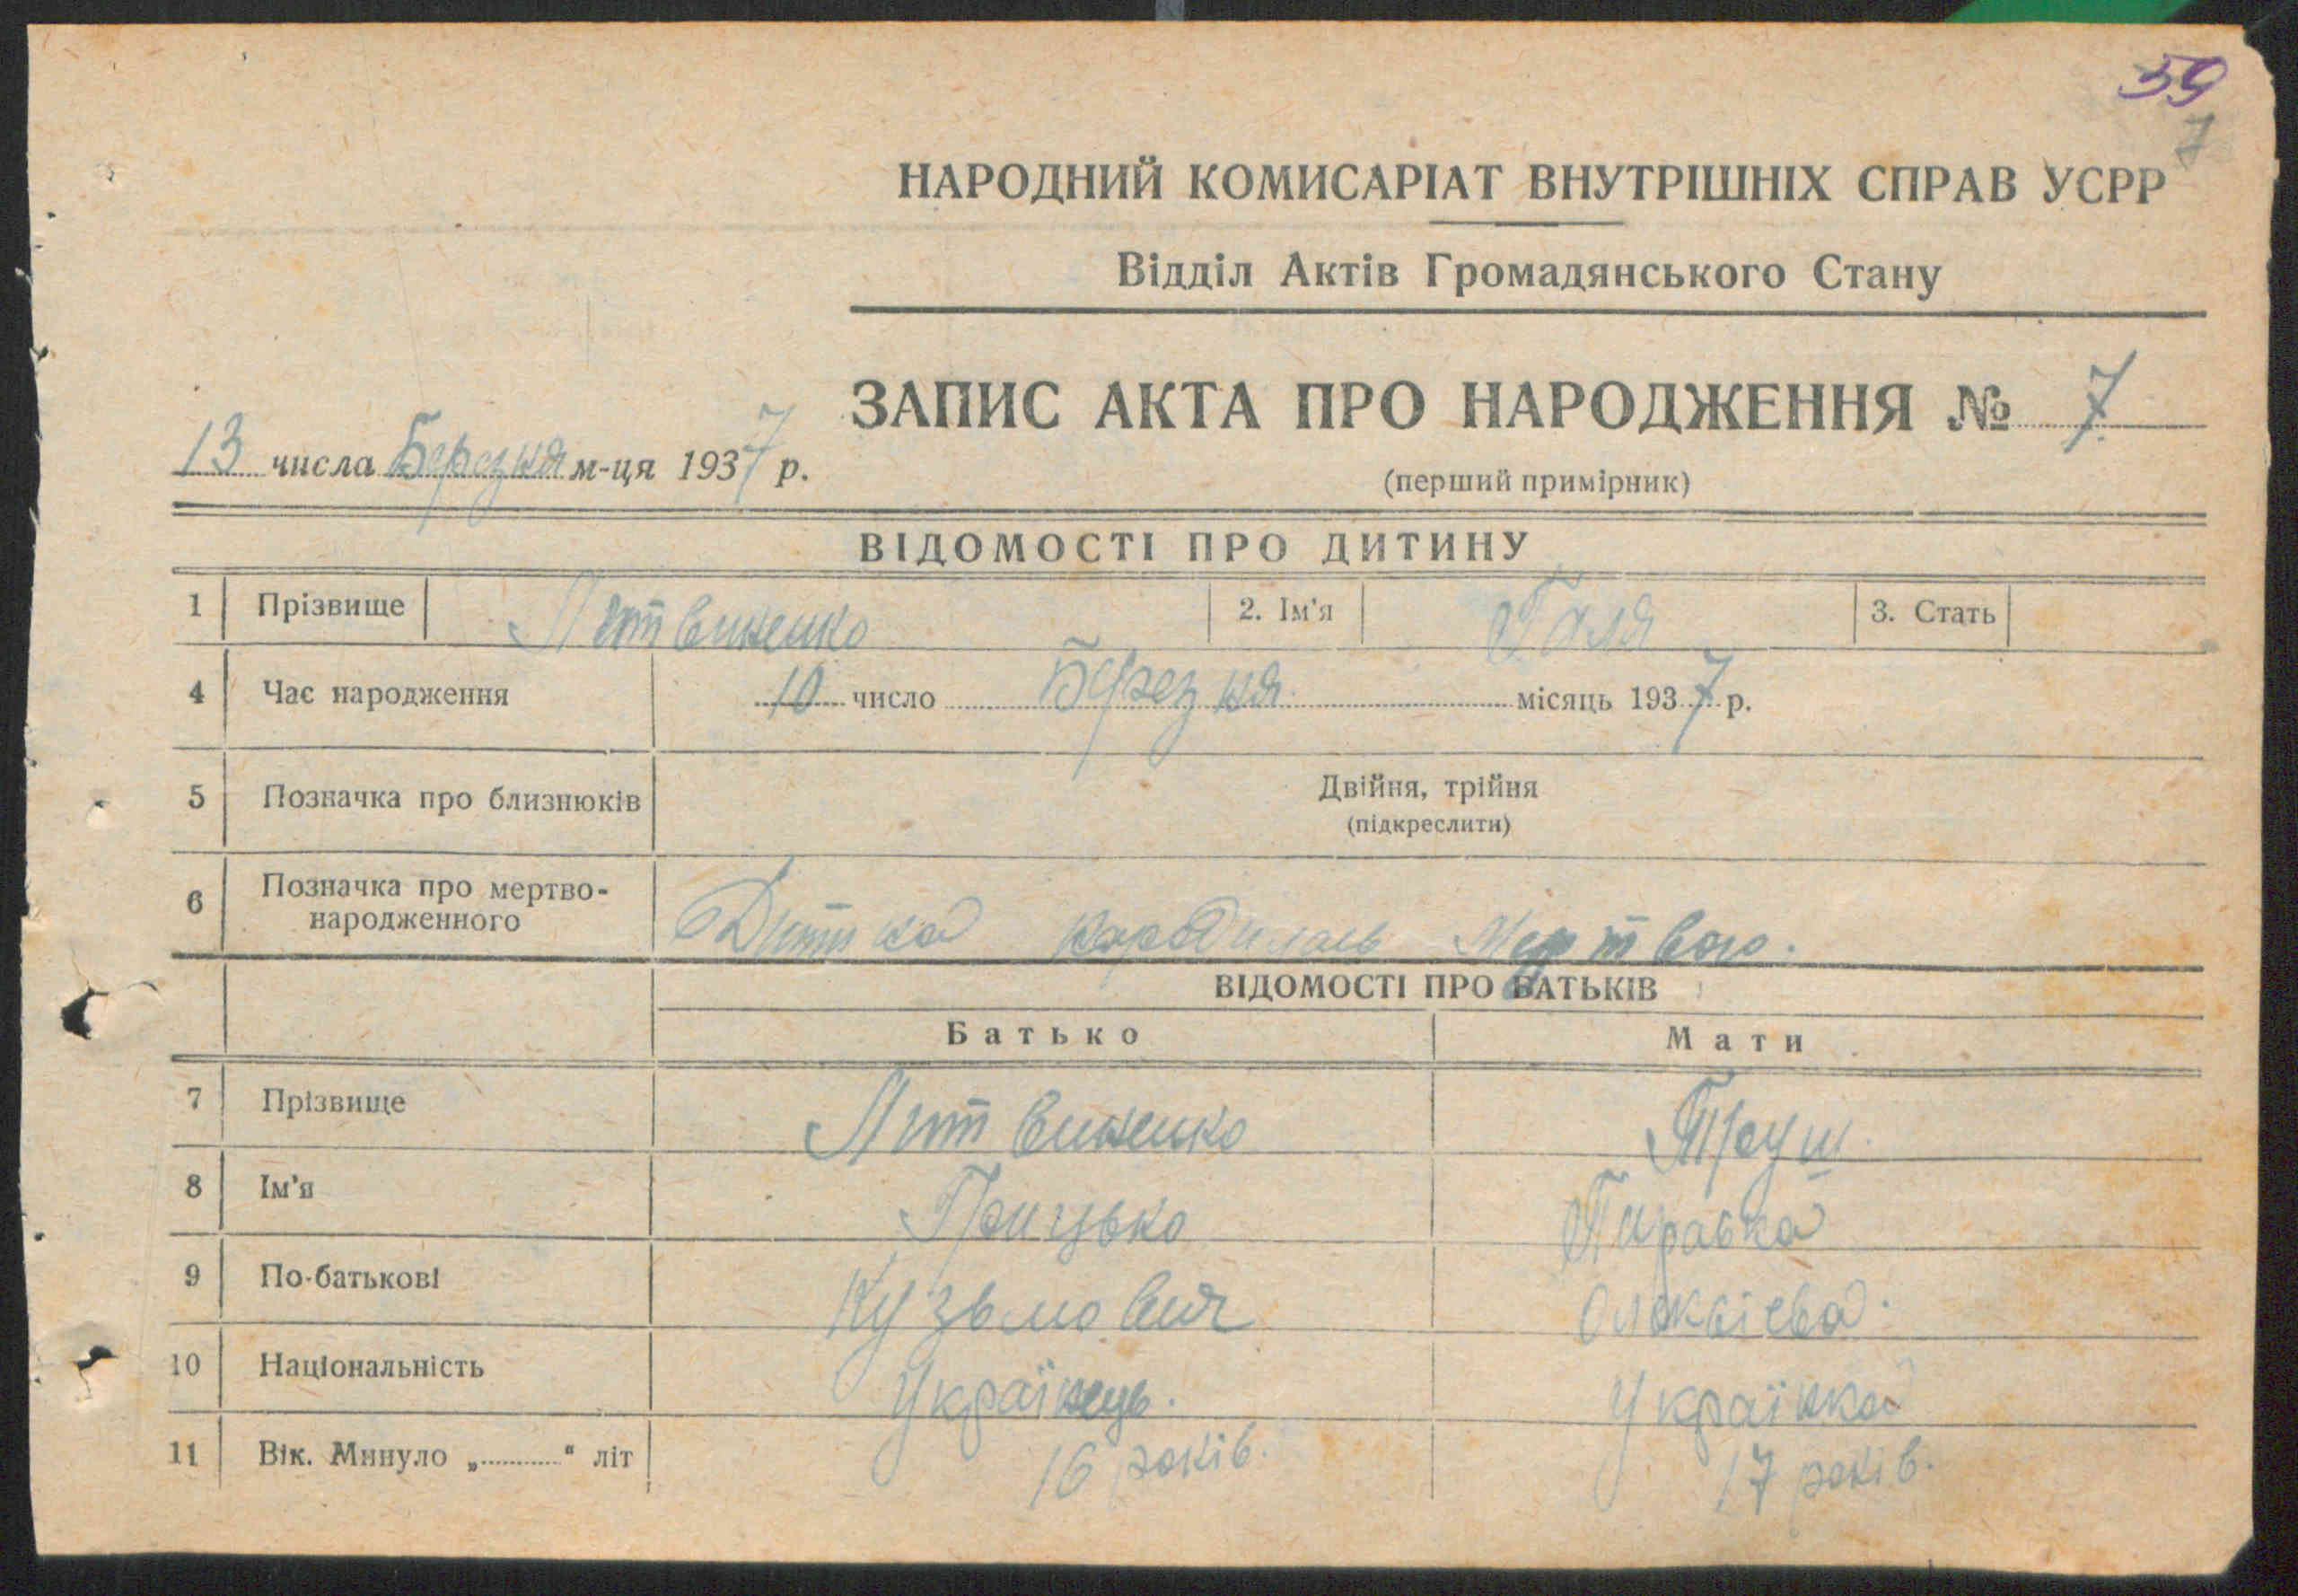 59
7
НАРОДНИЙ КОМИСАРІАТ ВНУТРІШНІХ СПРАВ УСРР
Відділ Актів Громадянського Стану
ЗАПИС АКТА ПРО НАРОДЖЕННЯ № 7
13 числа Березня м-ця 1937 р.
(перший примірник)
ВІДОМОСТІ ПРО ДИТИНУ
1 Прізвище Литвиненко 2. Ім'я Галя 3. Стать
4 Час народження 10 число Березня місяць 1937 р.
5 Позначка про близнюків Двійня, трійня
(підкреслити)
6 Позначка про мертво-
народженного Дитина народилась Мертвою.
ВІДОМОСТІ ПРО БАТЬКІВ
Батько Мати
7 Прізвище Литвиненко Труш.
8 Ім'я Грицько
9 По-батькові Кузьмович
10 Національність Українець. Українка
11 Вік. Минуло „ “ літ 16 років. 17 років.